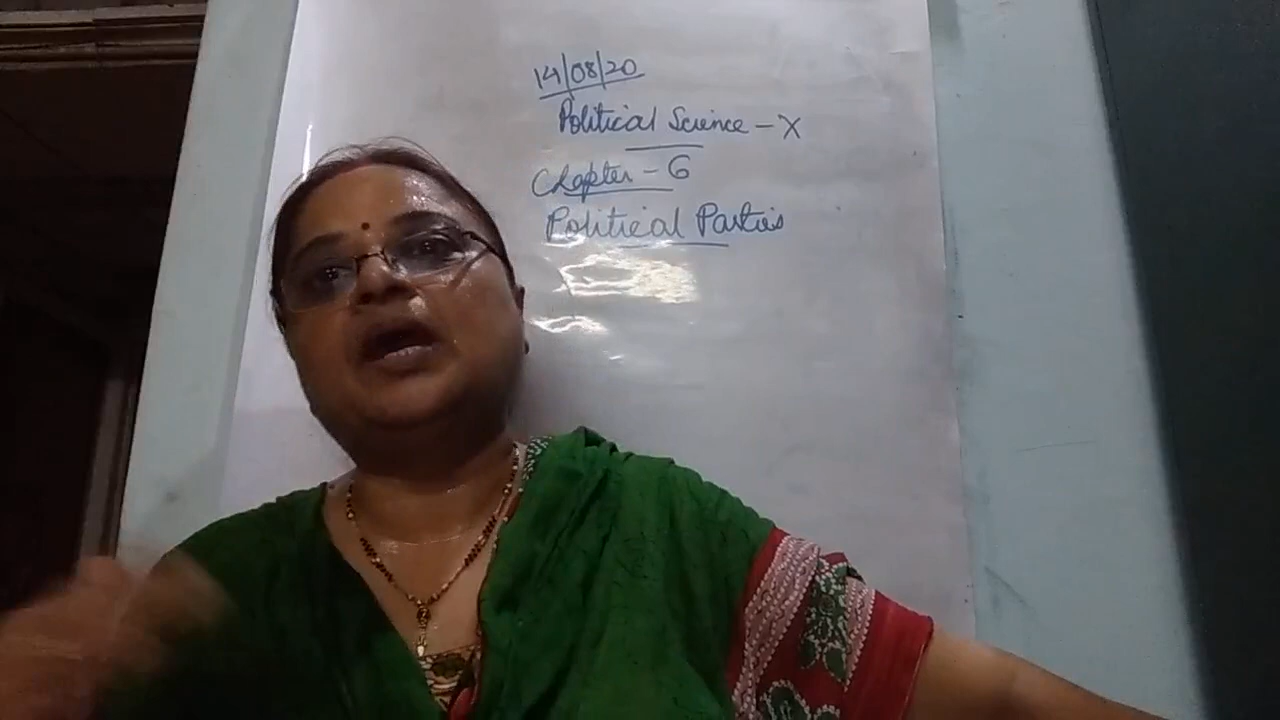 14/08/20
Political Science - X
Chapter - 6
Political Parties